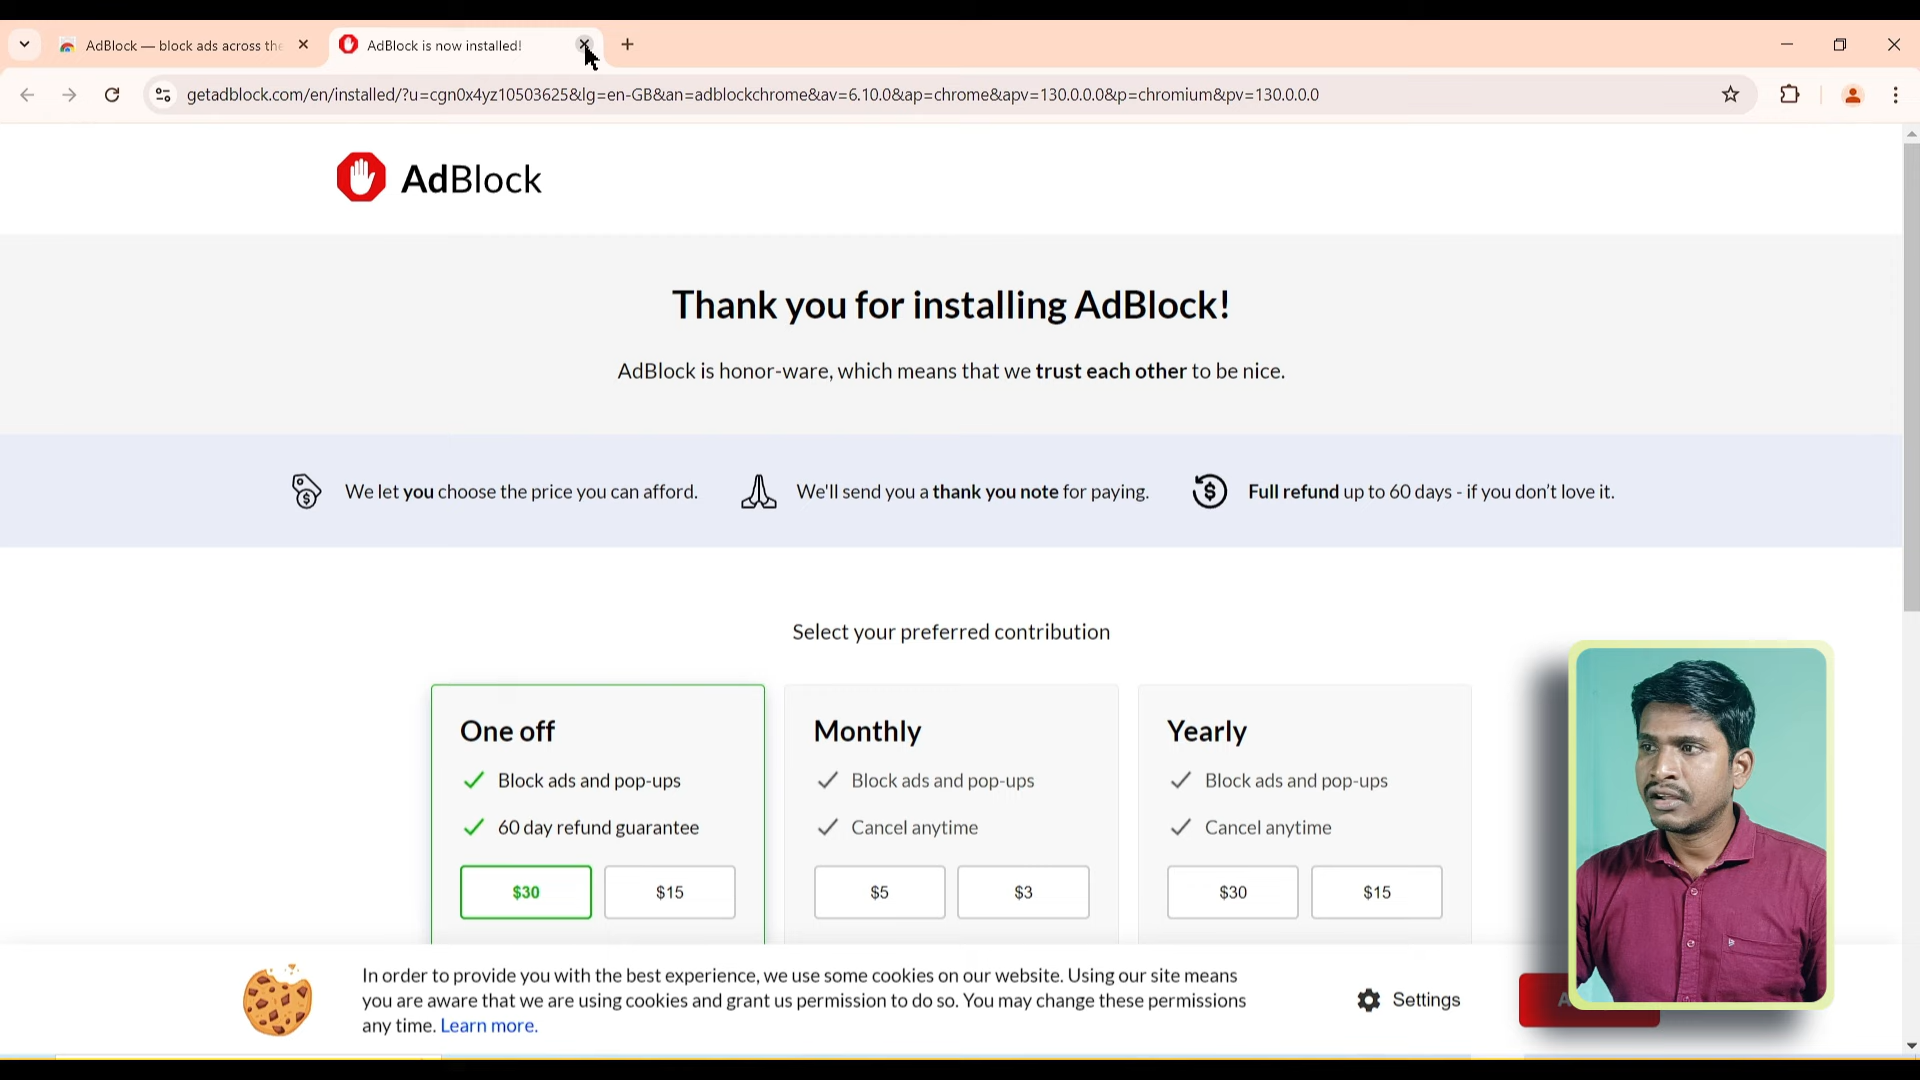 AdBlock — block ads across the
AdBlock is now installed!
getadblock.com/en/installed/?u=cgn0x4yz10503625&lg=en-GB&an=adblockchrome&av=6.10.0&ap=chrome&apv=130.0.0.0&p=chromium&pv=130.0.0.0
AdBlock
Thank you for installing AdBlock!
AdBlock is honor-ware, which means that we trust each other to be nice.
We let you choose the price you can afford.
We'll send you a thank you note for paying.
Full refund up to 60 days - if you don't love it.
Select your preferred contribution
One off
Block ads and pop-ups
60 day refund guarantee
$30 $15
Monthly
Block ads and pop-ups
Cancel anytime
$5 $3
Yearly
Block ads and pop-ups
Cancel anytime
$30 $15
In order to provide you with the best experience, we use some cookies on our website. Using our site means
you are aware that we are using cookies and grant us permission to do so. You may change these permissions
any time. Learn more.
Settings